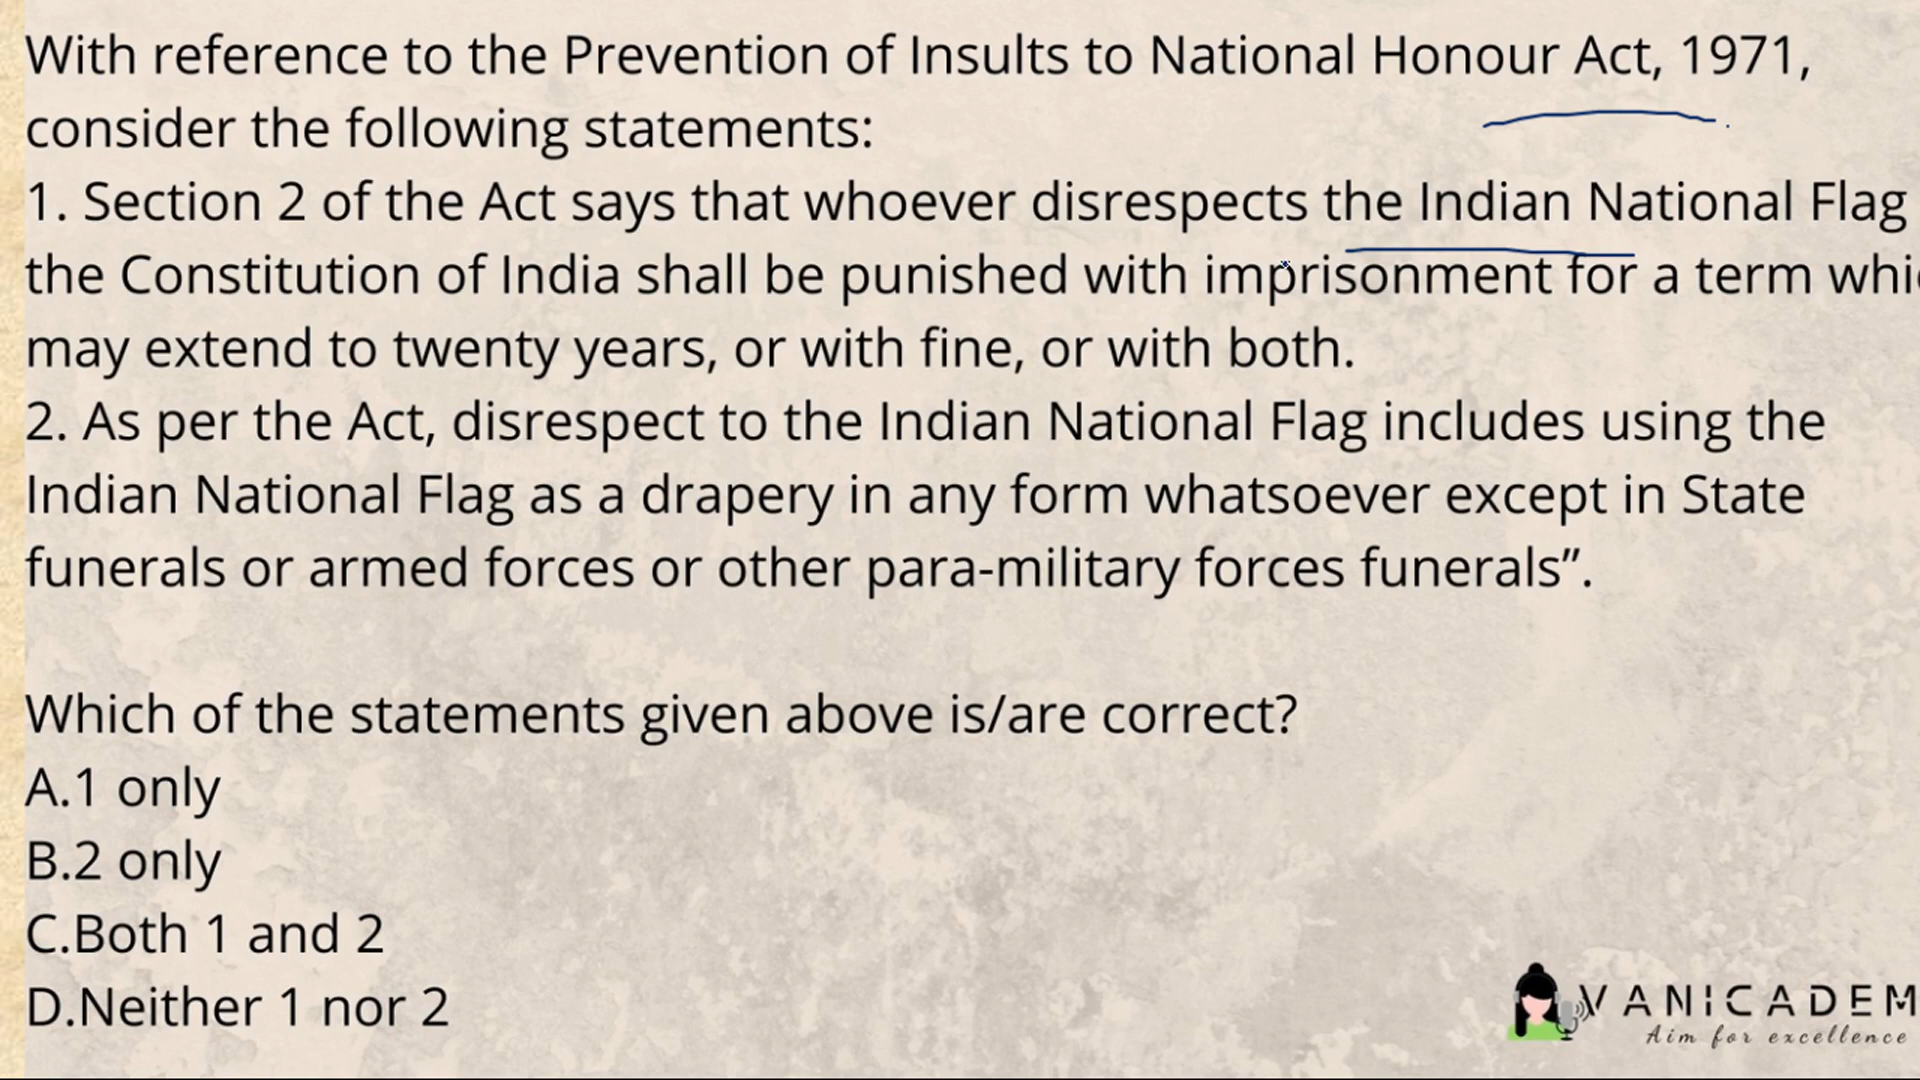 With reference to the Prevention of Insults to National Honour Act, 1971,
consider the following statements:
1. Section 2 of the Act says that whoever disrespects the Indian National Flag
the Constitution of India shall be punished with imprisonment for a term
may extend to twenty years, or with fine, or with both.
2. As per the Act, disrespect to the Indian National Flag includes using the
Indian National Flag as a drapery in any form whatsoever except in State
funerals or armed forces or other para-military forces funerals”.
Which of the statements given above is/are correct?
A.1 only
B.2 only
C.Both 1 and 2
D.Neither 1 nor 2
VANICADEM
Aim for excellence